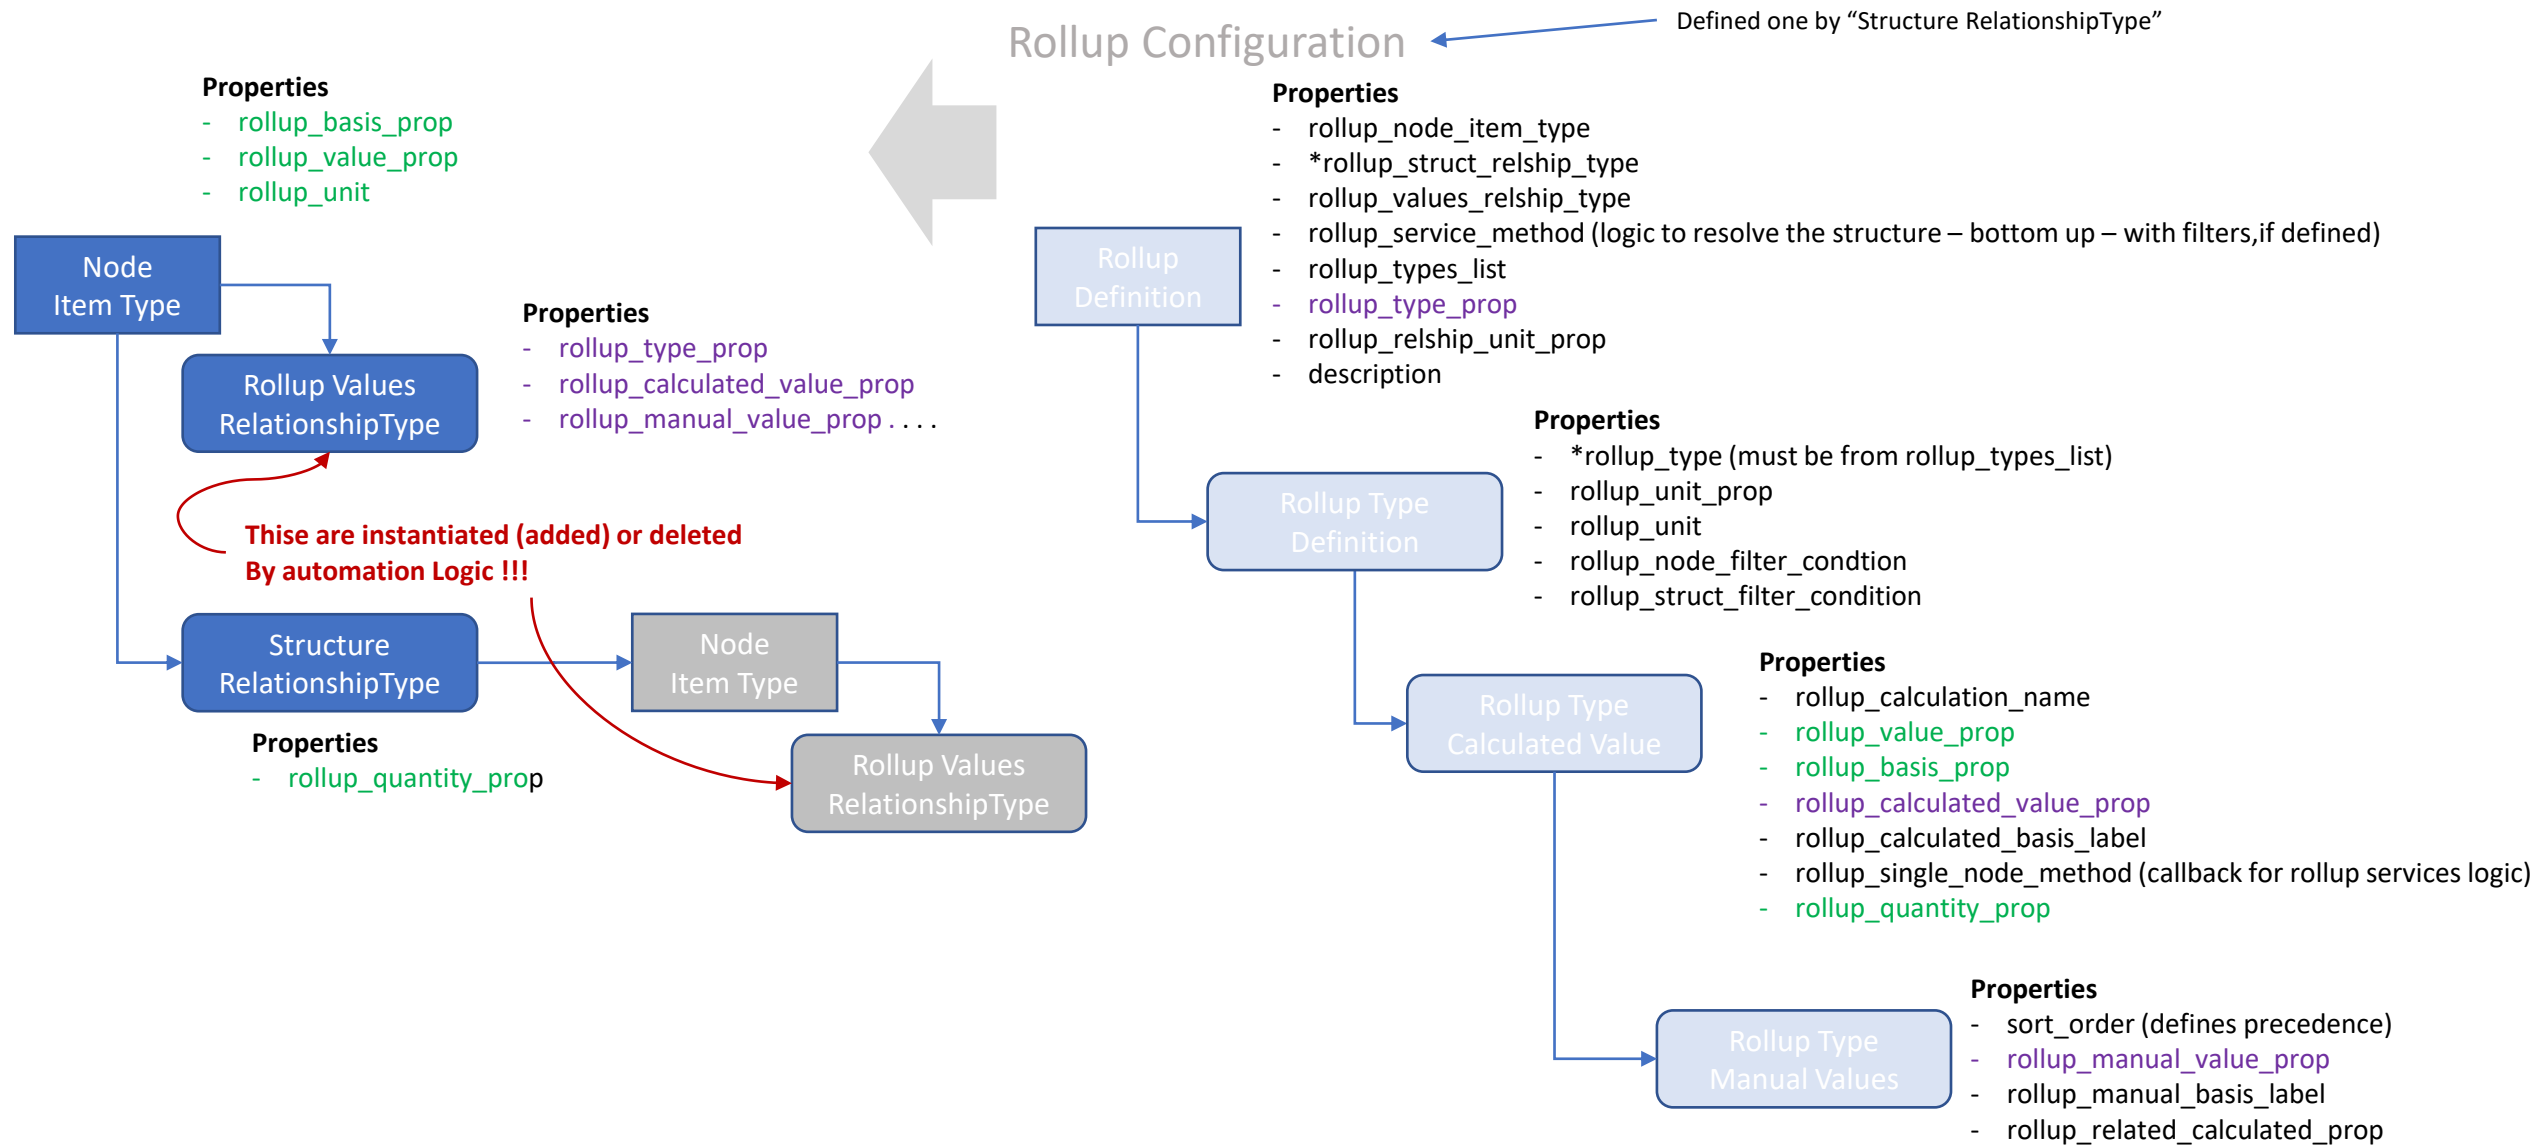 Rollup Configuration
Defined one by “Structure RelationshipType”
Properties
- rollup_basis_prop
- rollup_value_prop
- rollup_unit
Node
Item Type
Properties
- rollup_type_prop
- rollup_calculated_value_prop
- rollup_manual_value_prop . . . .
Rollup Values
RelationshipType
Thise are instantiated (added) or deleted
By automation Logic !!!
Structure
RelationshipType
Properties
- rollup_quantity_prop
Node
Item Type
Rollup Values
RelationshipType
Rollup
Definition
Properties
- rollup_node_item_type
- *rollup_struct_relship_type
- rollup_values_relship_type
- rollup_service_method (logic to resolve the structure – bottom up – with filters,if defined)
- rollup_types_list
- rollup_type_prop
- rollup_relship_unit_prop
- description
Rollup Type
Definition
Properties
- *rollup_type (must be from rollup_types_list)
- rollup_unit_prop
- rollup_unit
- rollup_node_filter_condtion
- rollup_struct_filter_condition
Rollup Type
Calculated Value
Properties
- rollup_calculation_name
- rollup_value_prop
- rollup_basis_prop
- rollup_calculated_value_prop
- rollup_calculated_basis_label
- rollup_single_node_method (callback for rollup services logic)
- rollup_quantity_prop
Rollup Type
Manual Values
Properties
- sort_order (defines precedence)
- rollup_manual_value_prop
- rollup_manual_basis_label
- rollup_related_calculated_prop